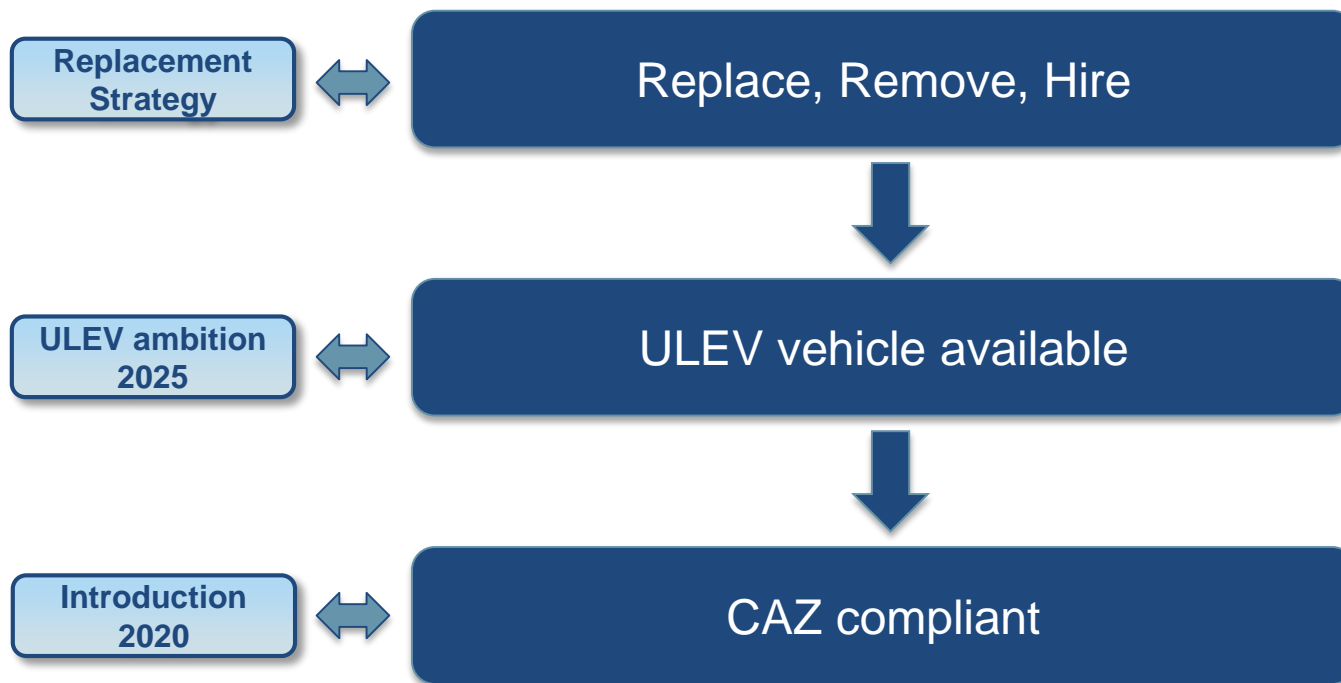 Replacement
Strategy
Replace, Remove, Hire
ULEV ambition
2025
ULEV vehicle available
Introduction
2020
CAZ compliant